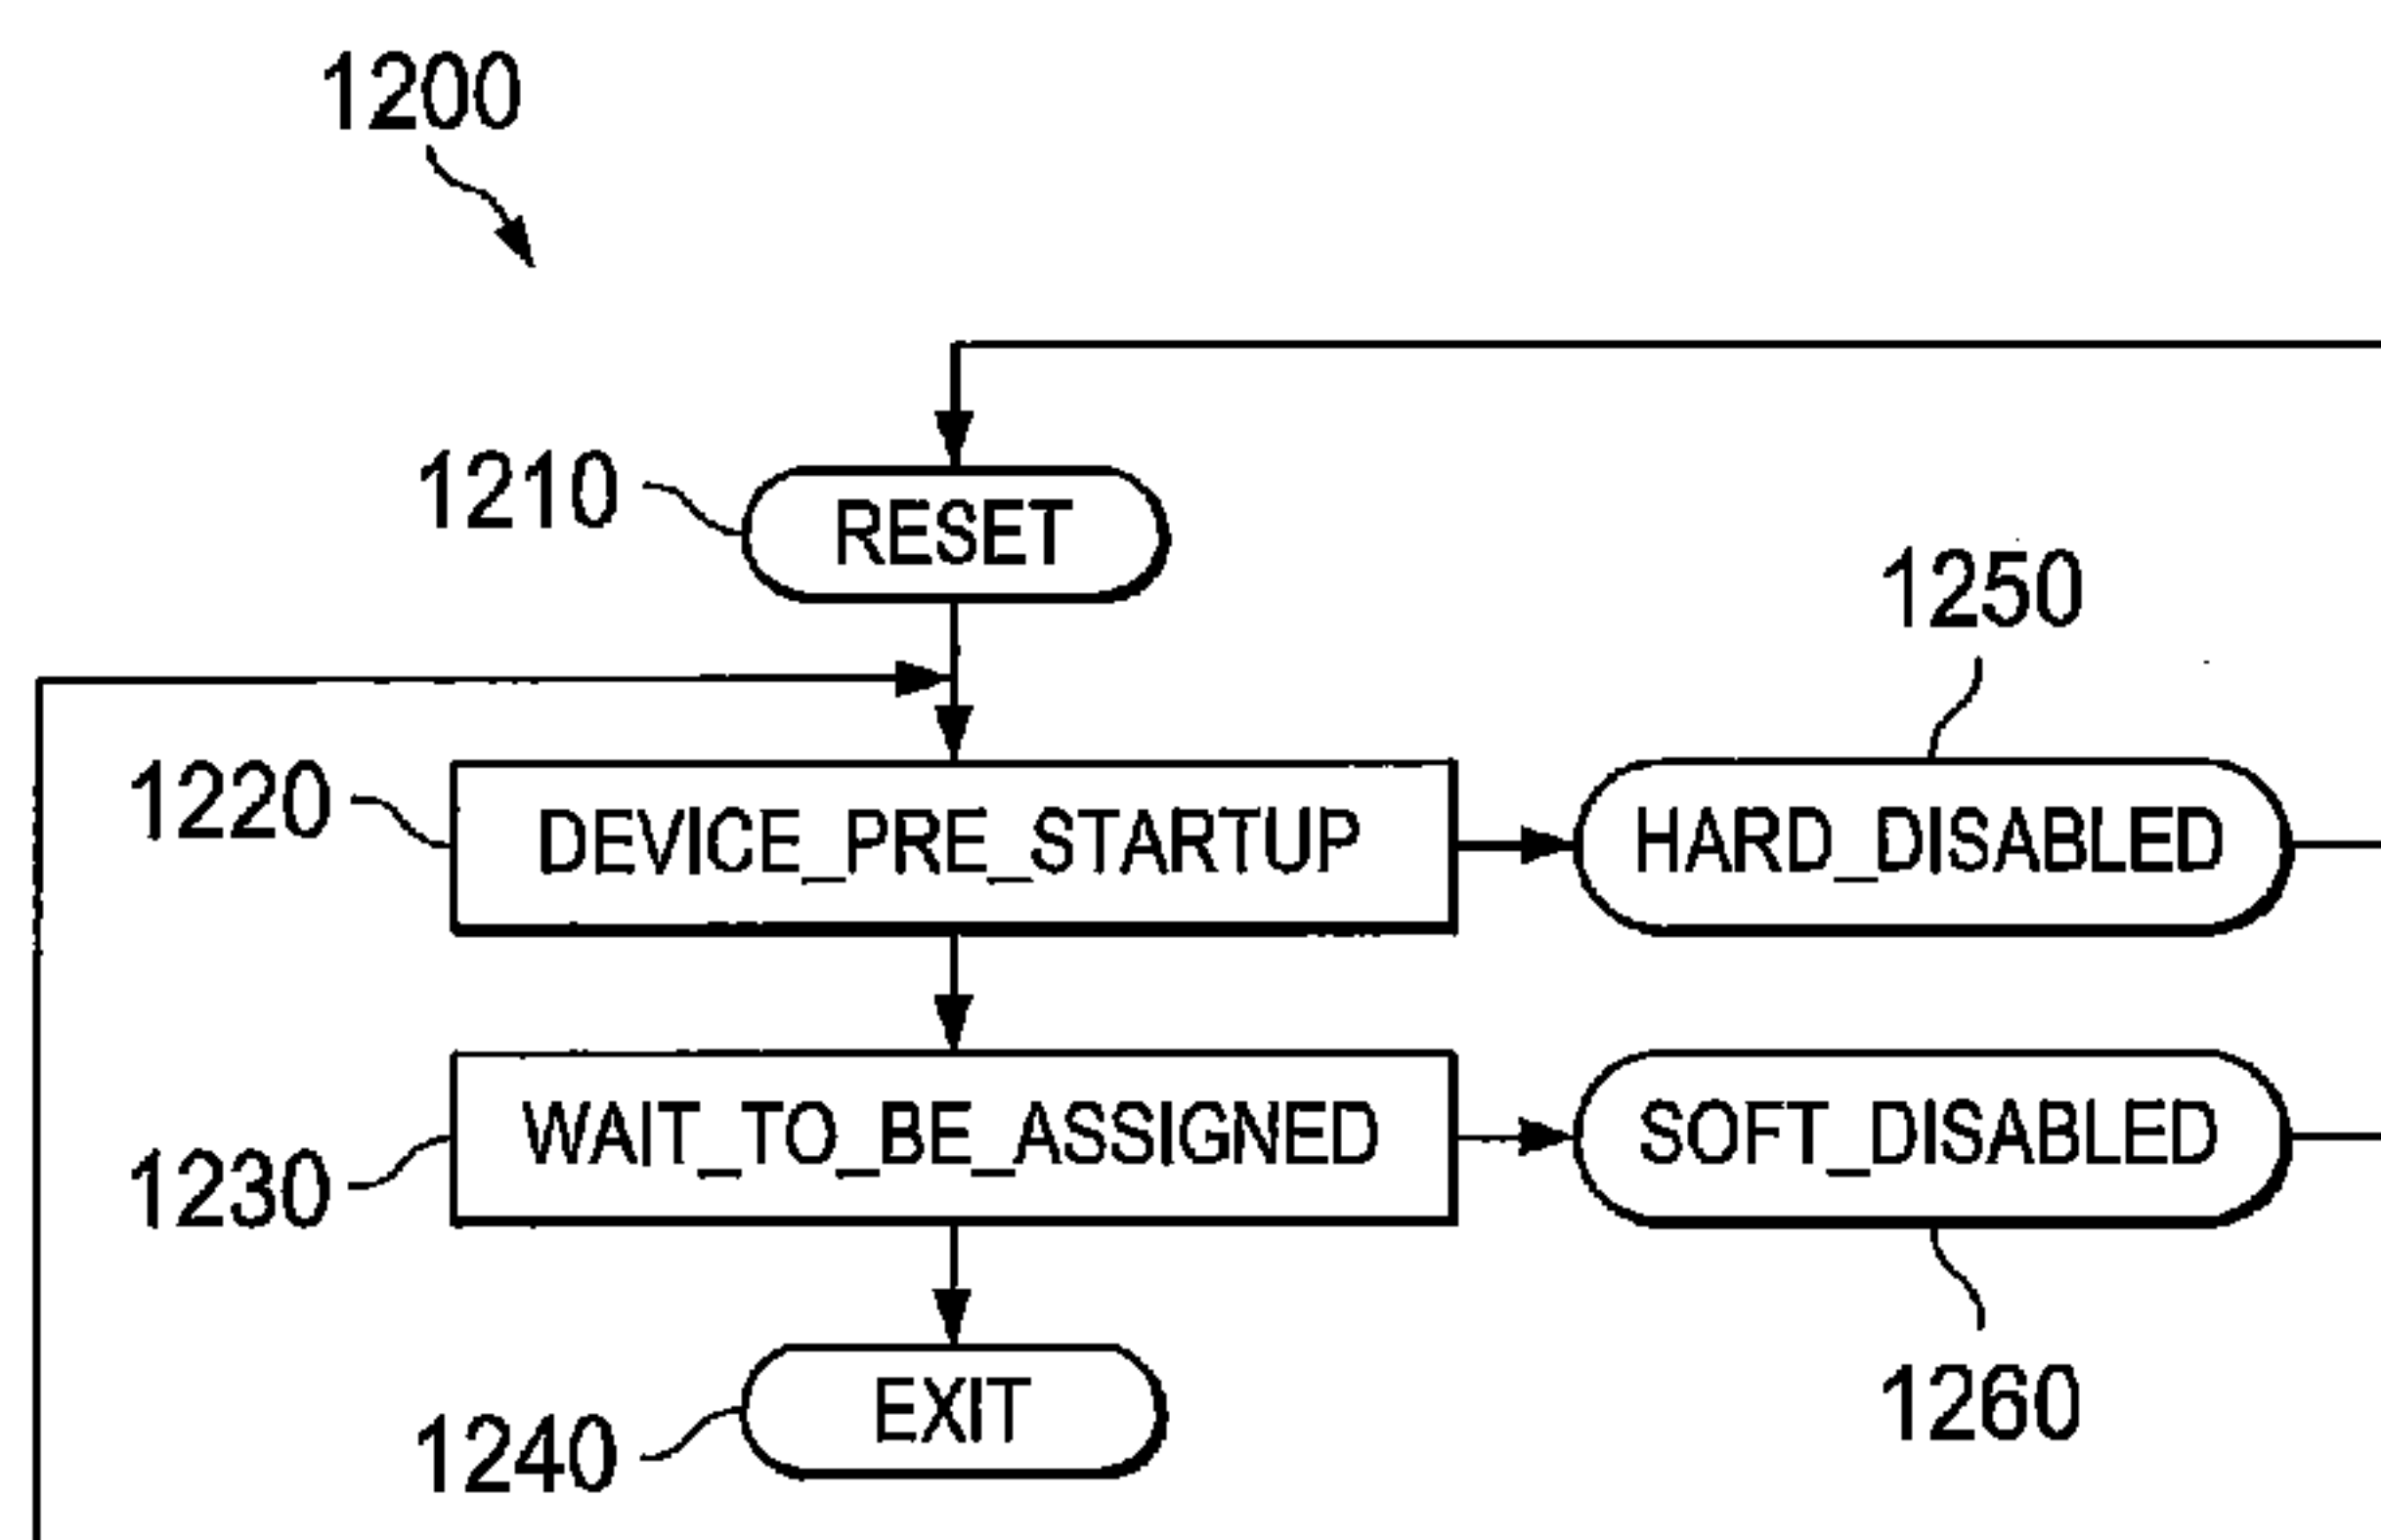 1200
1210
RESET
1250
1220
DEVICE_PRE_STARTUP
HARD_DISABLED
1230
WAIT_TO_BE_ASSIGNED
SOFT_DISABLED
1240
EXIT
1260